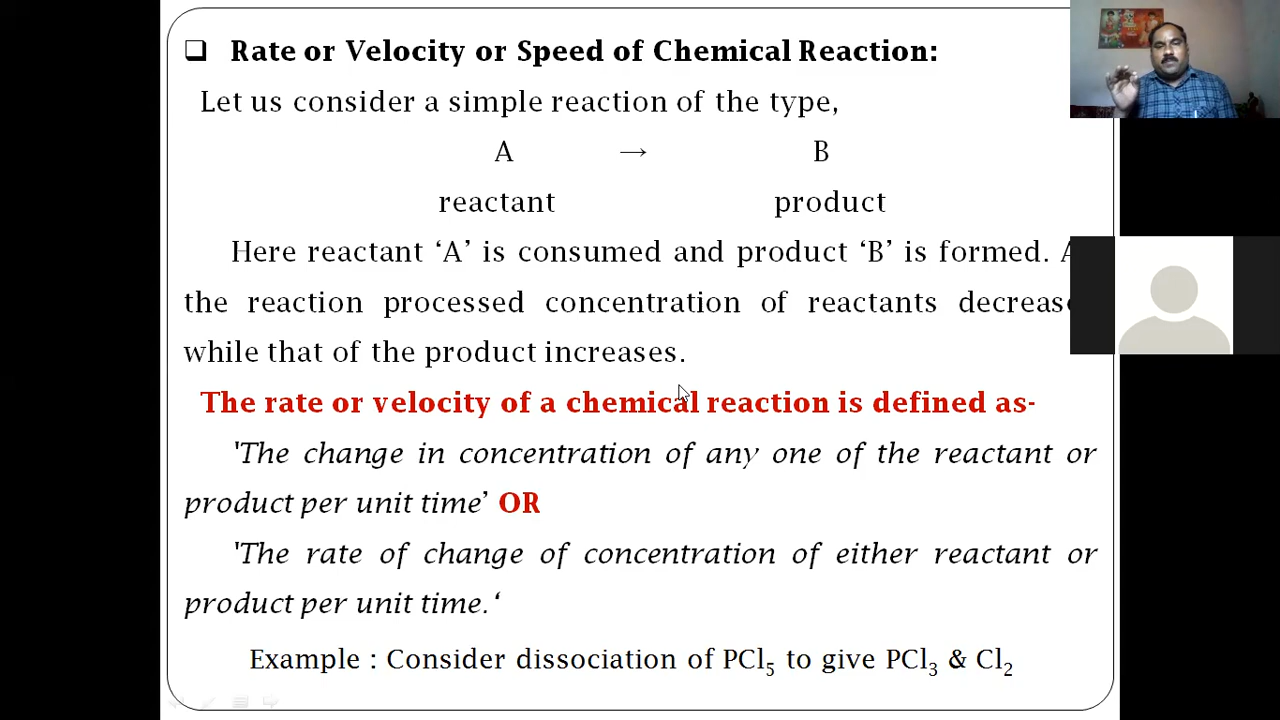 ❑ Rate or Velocity or Speed of Chemical Reaction:
Let us consider a simple reaction of the type,
A → B
reactant product
Here reactant ‘A’ is consumed and product ‘B’ is formed.
the reaction processed concentration of reactants
while that of the product increases.
The rate or velocity of a chemical reaction is defined as-
'The change in concentration of any one of the reactant or
product per unit time’ OR
'The rate of change of concentration of either reactant or
product per unit time.‘
Example : Consider dissociation of PCl₅ to give PCl₃ & Cl₂